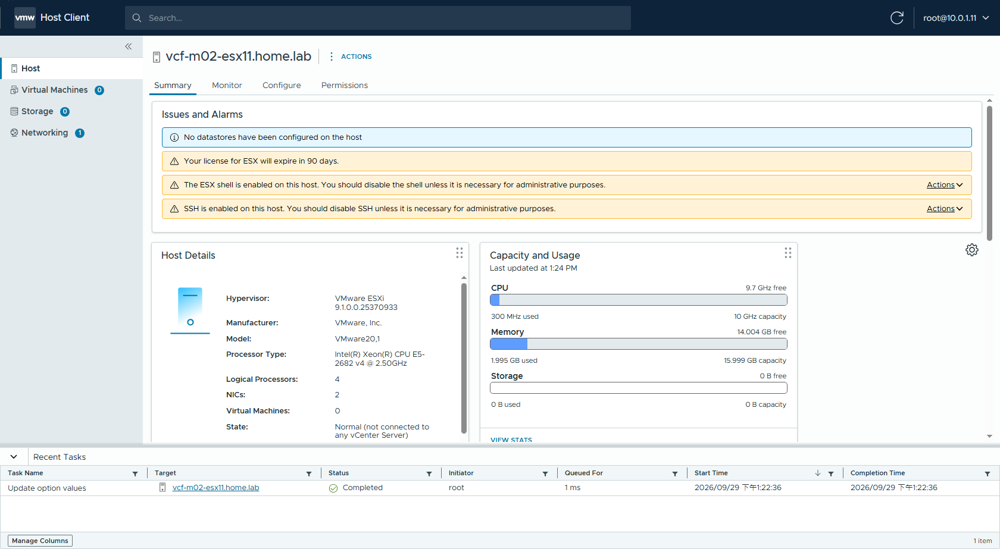 vmw Host Client
Search...
root@10.0.1.11
Host
Virtual Machines 0
Storage 0
Networking 1
vcf-m02-esx11.home.lab
ACTIONS
Summary Monitor Configure Permissions
Issues and Alarms
No datastores have been configured on the host
Your license for ESX will expire in 90 days.
The ESX shell is enabled on this host. You should disable the shell unless it is necessary for administrative purposes. Actions
SSH is enabled on this host. You should disable SSH unless it is necessary for administrative purposes. Actions
Host Details
Hypervisor: VMware ESXi
9.1.0.0.25370933
Manufacturer: VMware, Inc.
Model: VMware20,1
Processor Type: Intel(R) Xeon(R) CPU E5-
2682 v4 @ 2.50GHz
Logical Processors: 4
NICs: 2
Virtual Machines: 0
State: Normal (not connected to
any vCenter Server)
Capacity and Usage
Last updated at 1:24 PM
CPU 9.7 GHz free
300 MHz used 10 GHz capacity
Memory 14.004 GB free
1.995 GB used 15.999 GB capacity
Storage 0 B free
0 B used 0 B capacity
VIEW STATS
Recent Tasks
Task Name Target Status Initiator Queued For Start Time Completion Time
Update option values vcf-m02-esx11.home.lab Completed root 1 ms 2026/09/29 下午1:22:36 2026/09/29 下午1:22:36
Manage Columns 1 item